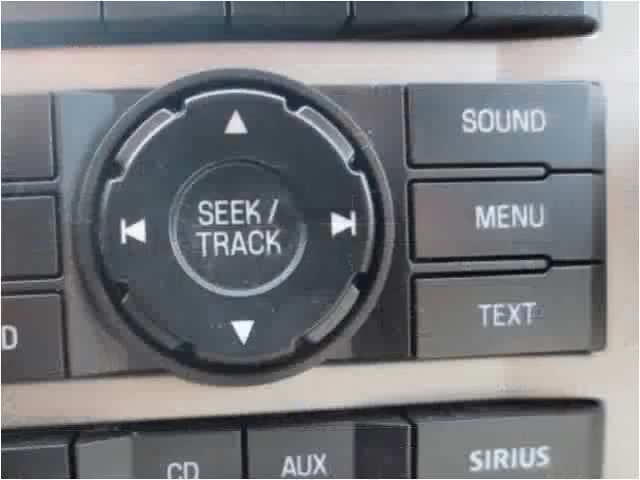 SOUND
SEEK/
TRACK
MENU
D
TEXT
CD
AUX
SIRIUS